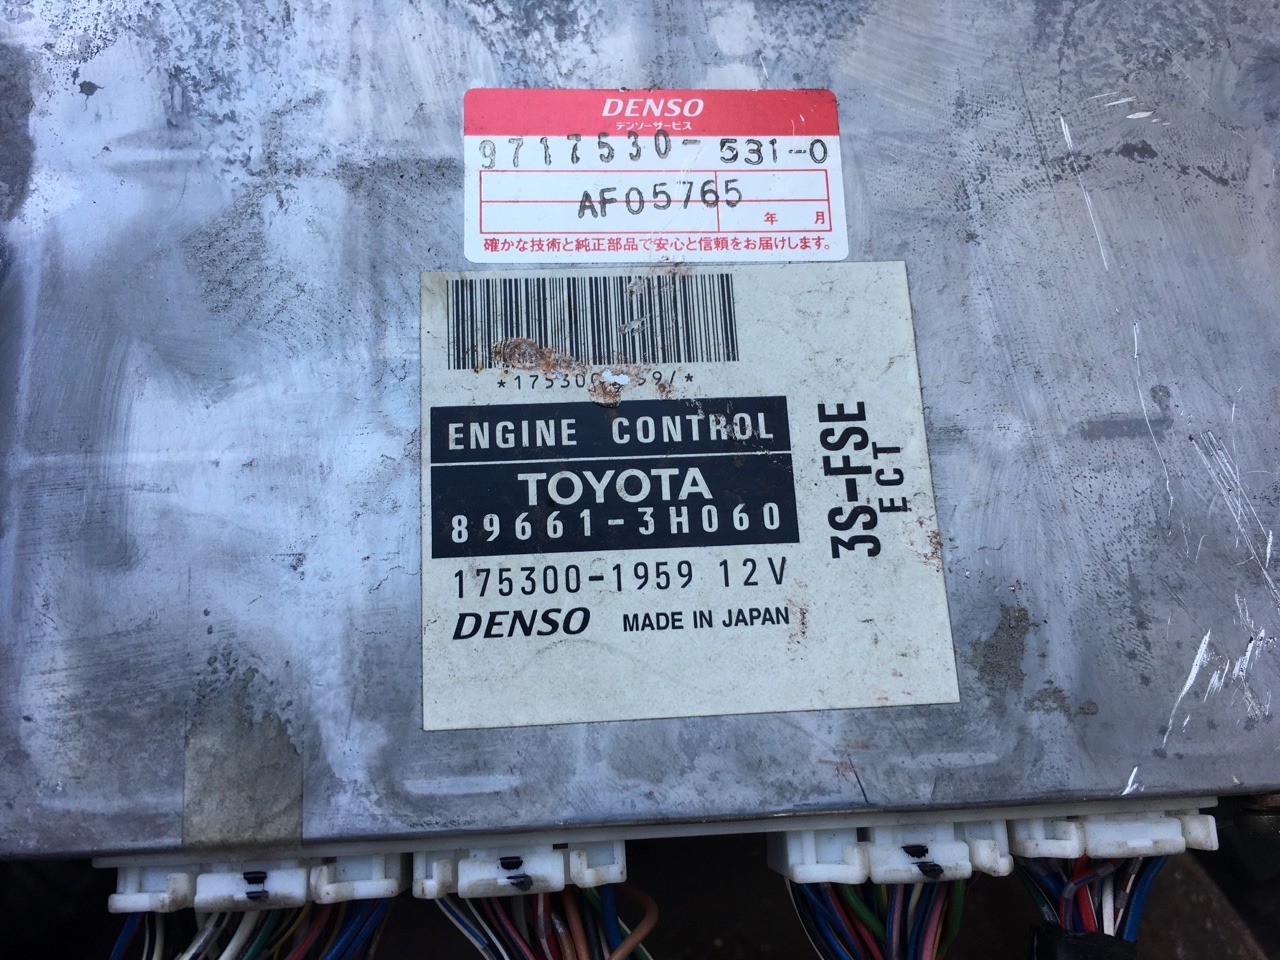 DENSO
デンソーサービス
9717530-531-0
AF05765
年 月
確かな技術と純正部品で安心と信頼をお届けします。
ENGINE CONTROL
TOYOTA
89661-3H060
175300-1959 12V
DENSO MADE IN JAPAN
3S-FSE
ECT